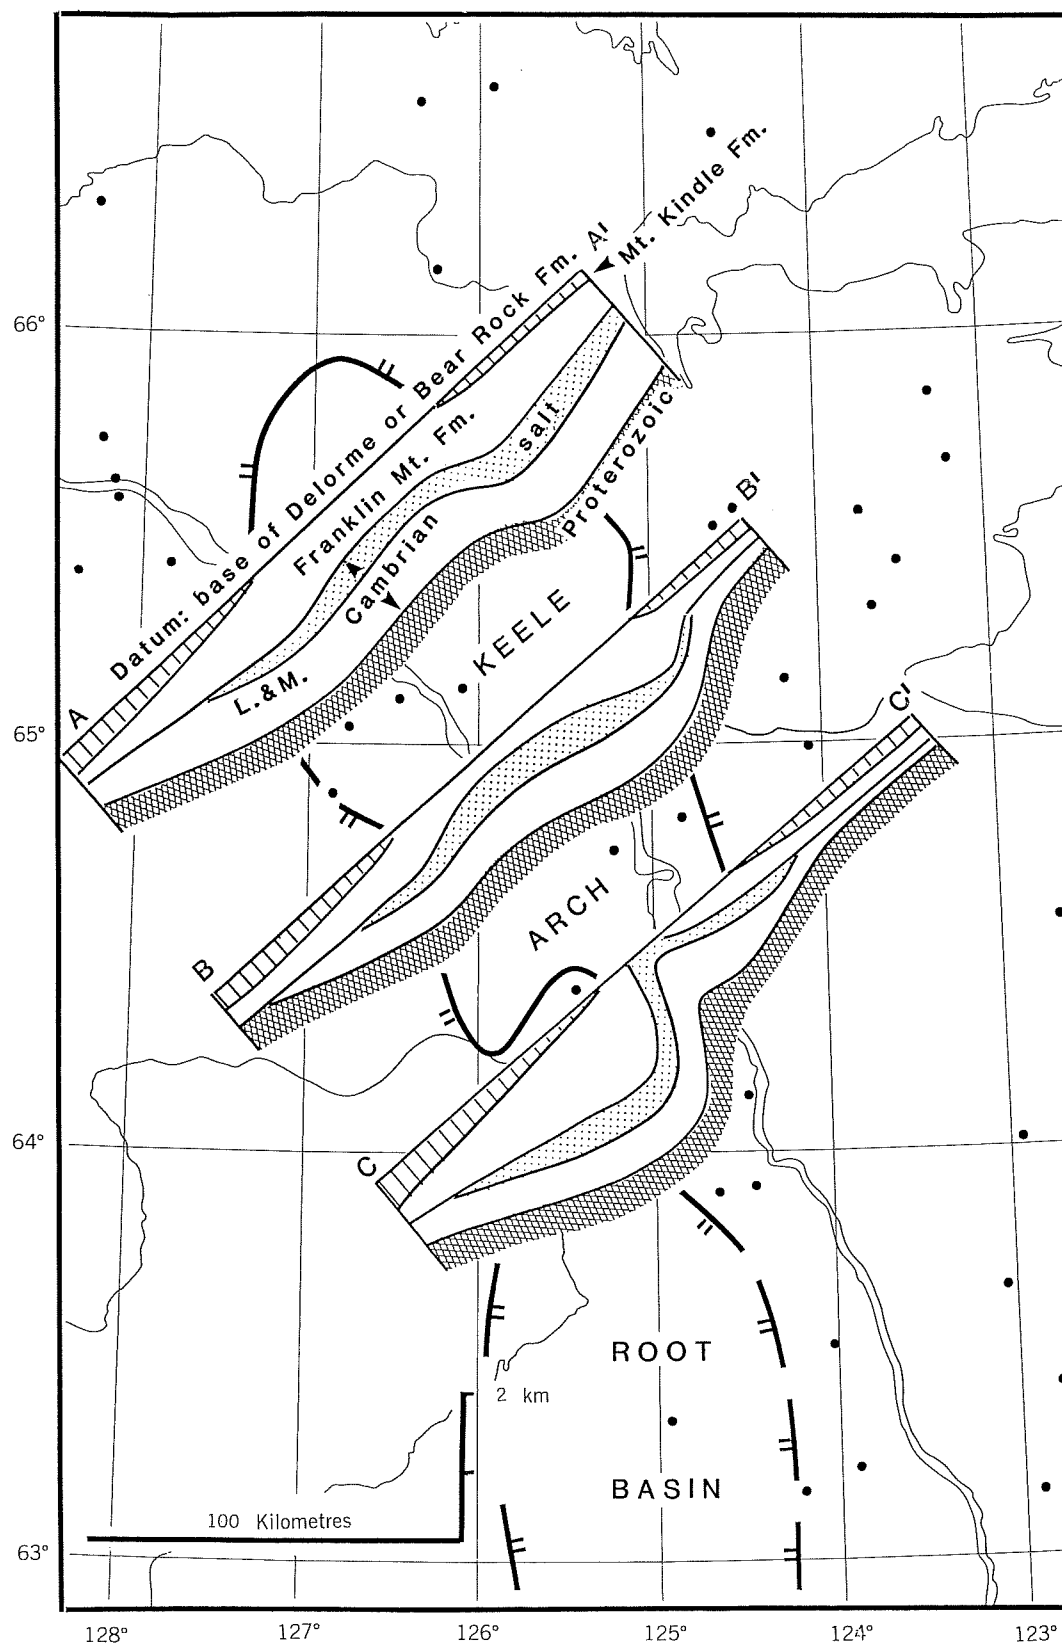 Mt. Kindle Fm.
A'
Datum: base of Delorme or Bear Rock Fm.
66°
Franklin Mt. Fm.
salt
Proterozoic
Cambrian
L.&M.
A
B'
KEELE
65°
C'
ARCH
B
64°
C
ROOT
2 km
BASIN
100 Kilometres
63°
128° 127° 126° 125° 124° 123°